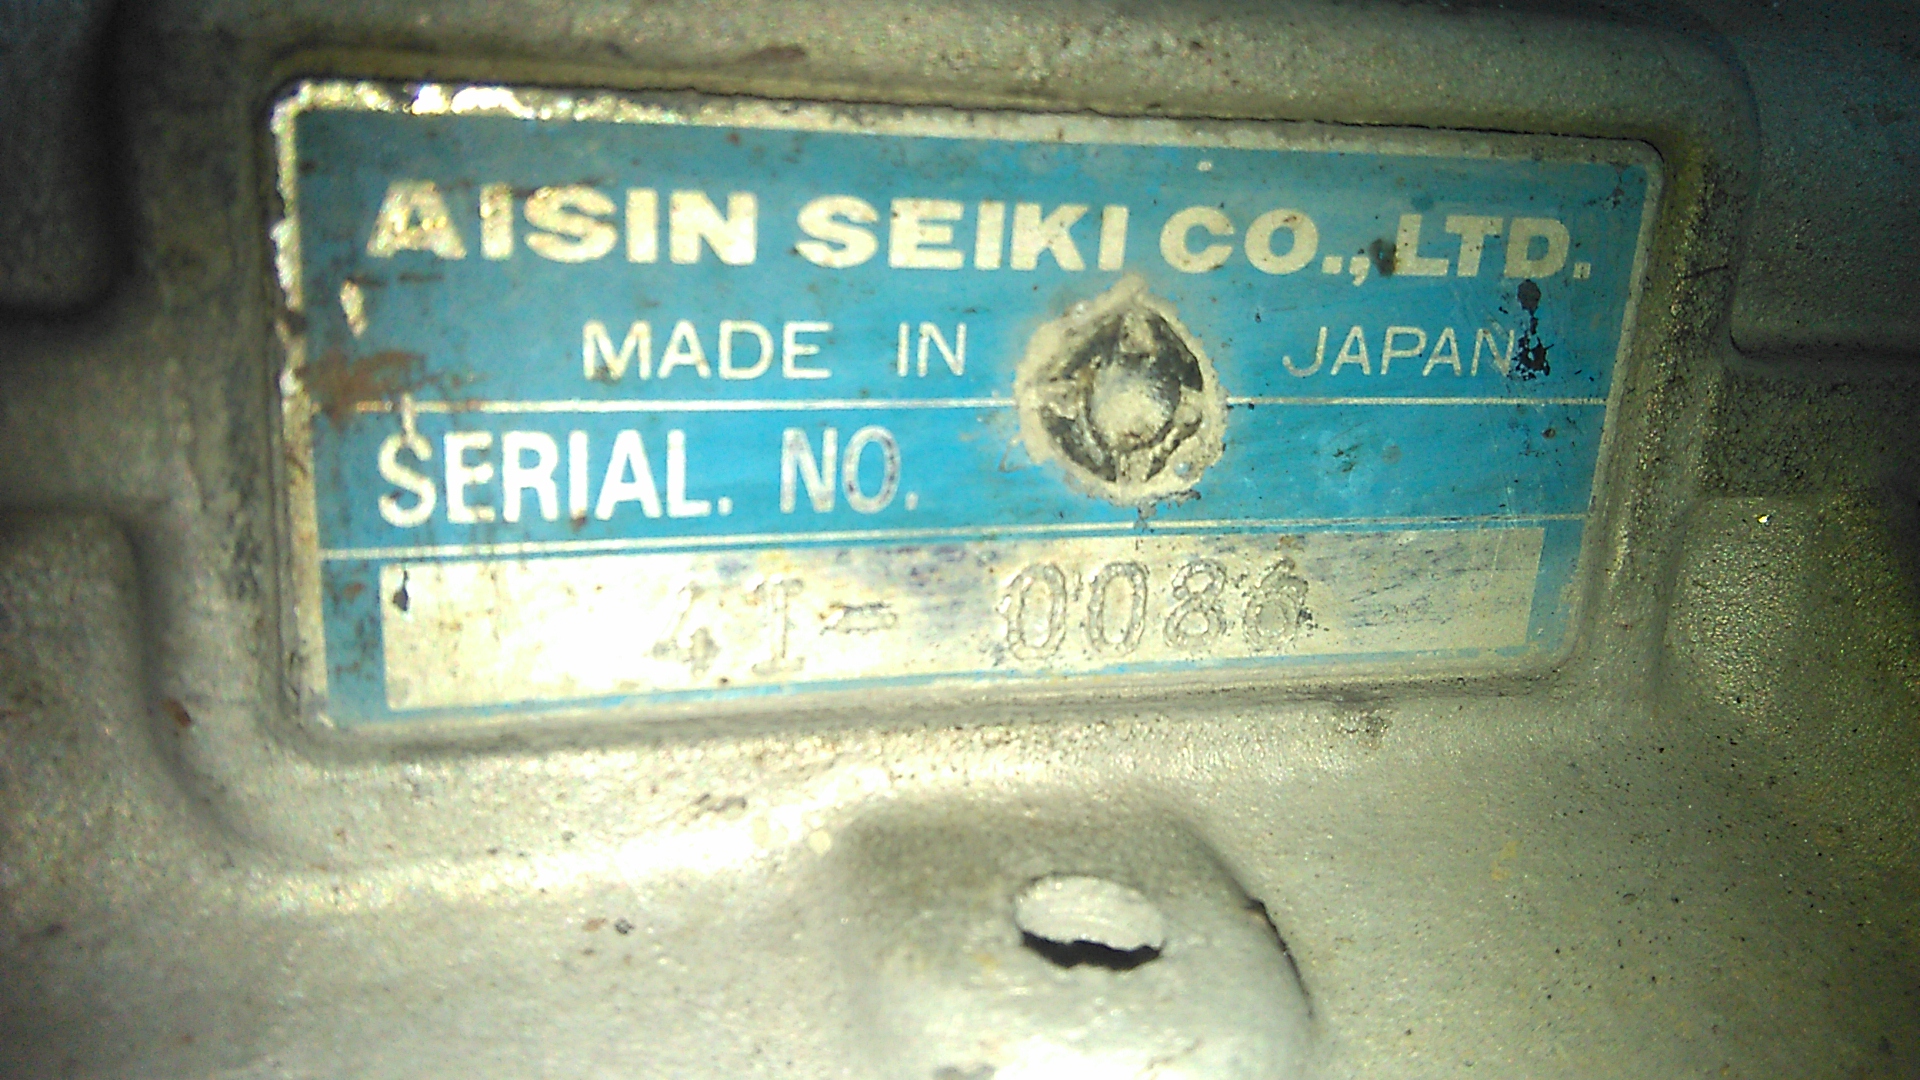 AISIN SEIKI CO., LTD.
MADE IN JAPAN
SERIAL. NO.
41- 0086